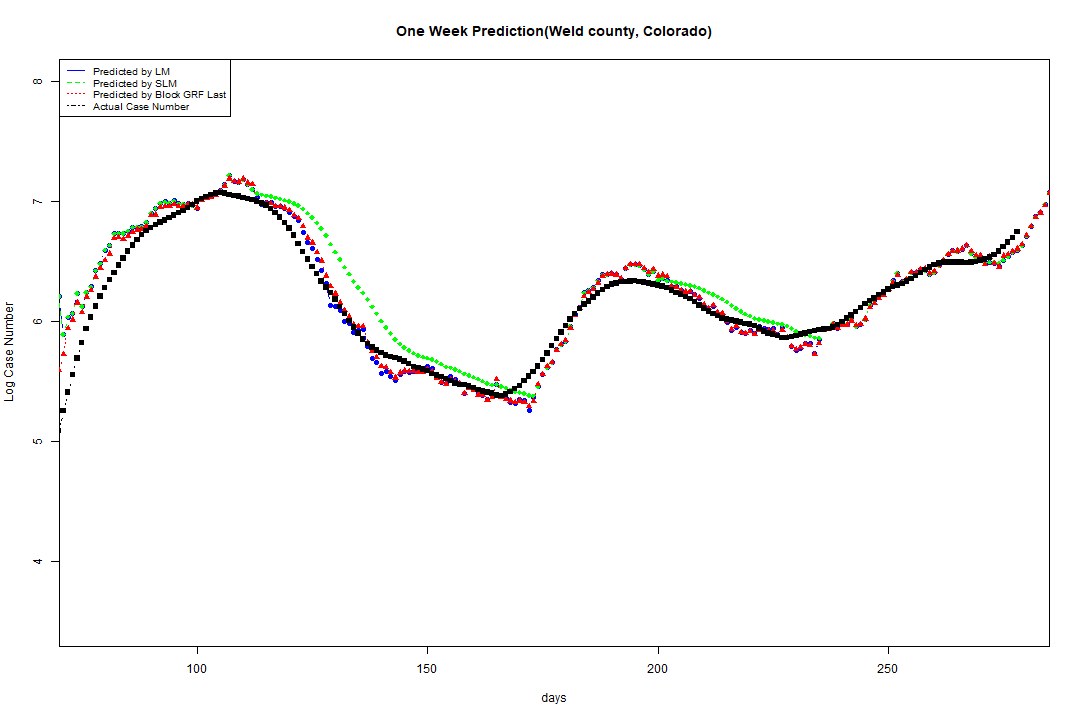 One Week Prediction(Weld county, Colorado)
Predicted by LM
Predicted by SLM
Predicted by Block GRF Last
Actual Case Number
8
7
6
5
4
Log Case Number
100 150 200 250
days